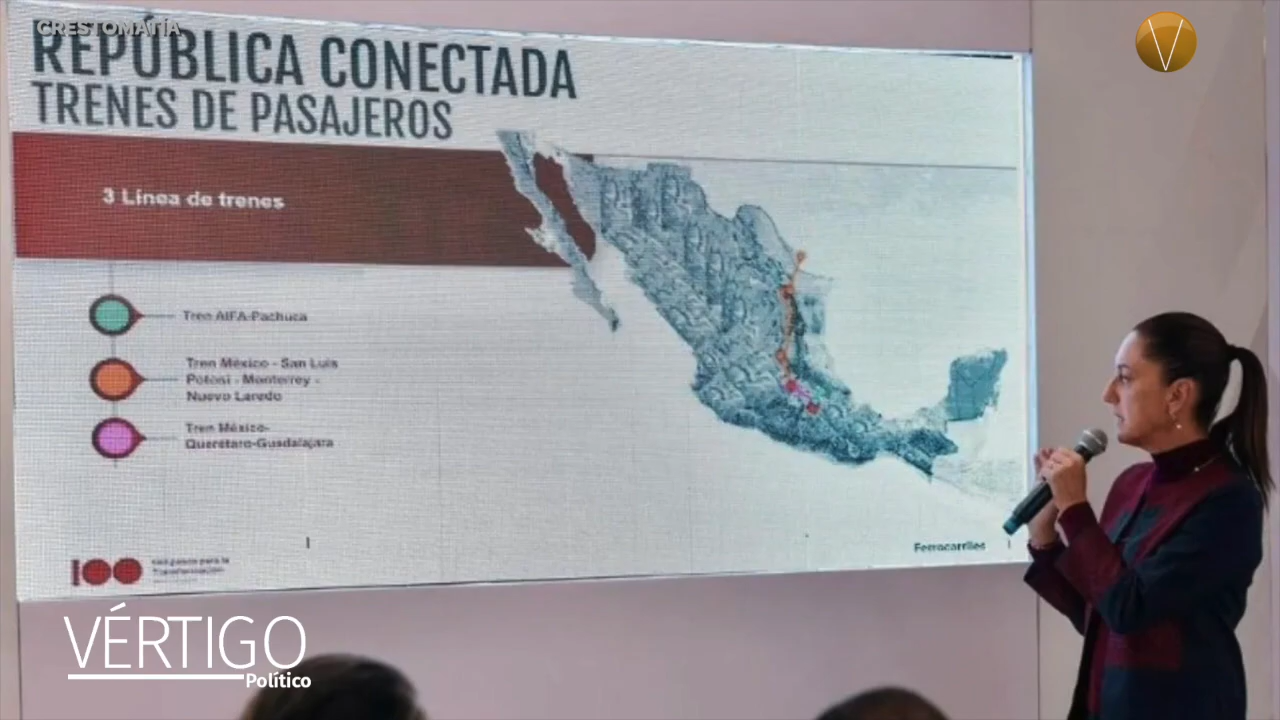 CRESTOMATÍA
REPÚBLICA CONECTADA
TRENES DE PASAJEROS
3 Línea de trenes
Tren AIFA-Pachuca
Tren México - San Luis
Potosí - Monterrey -
Nuevo Laredo
Tren México-
Querétaro-Guadalajara
100
Ferrocarriles
V
VÉRTIGO
Político